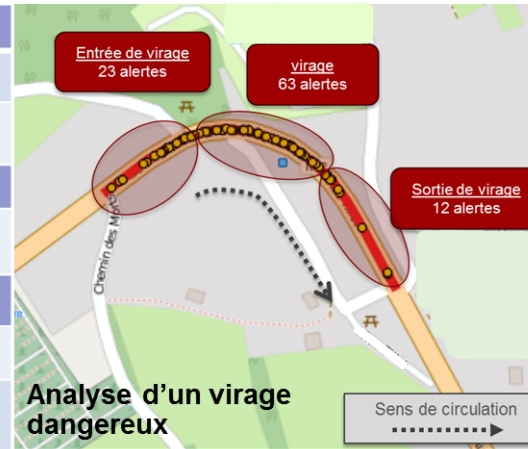 Entrée de virage
23 alertes
virage
63 alertes
Sortie de virage
12 alertes
Analyse d'un virage
dangereux
Sens de circulation